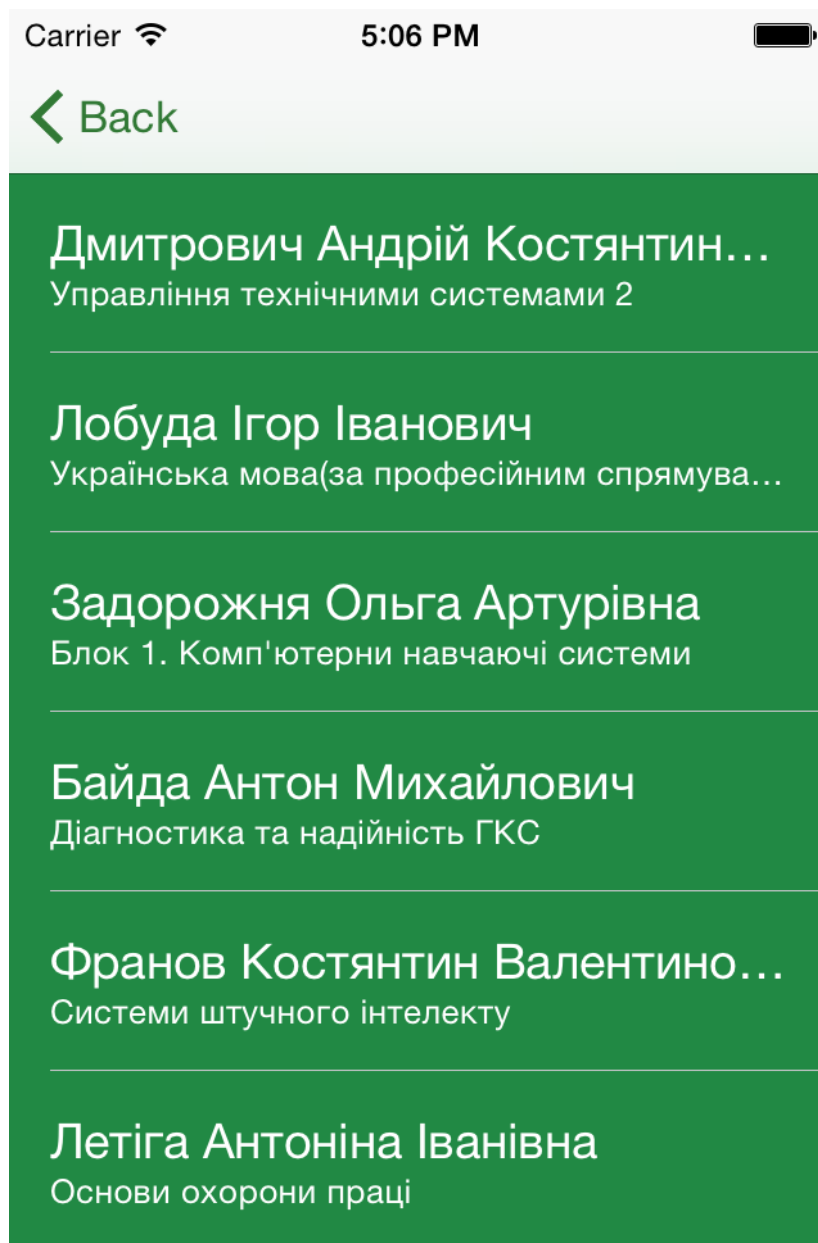 Carrier
5:06 PM
Back
Дмитрович Андрій Костянтин...
Управління технічними системами 2
Лобуда Ігор Іванович
Українська мова(за професійним спрямува...
Задорожня Ольга Артурівна
Блок 1. Комп'ютерни навчаючі системи
Байда Антон Михайлович
Діагностика та надійність ГКС
Франов Костянтин Валентино...
Системи штучного інтелекту
Летіга Антоніна Іванівна
Основи охорони праці